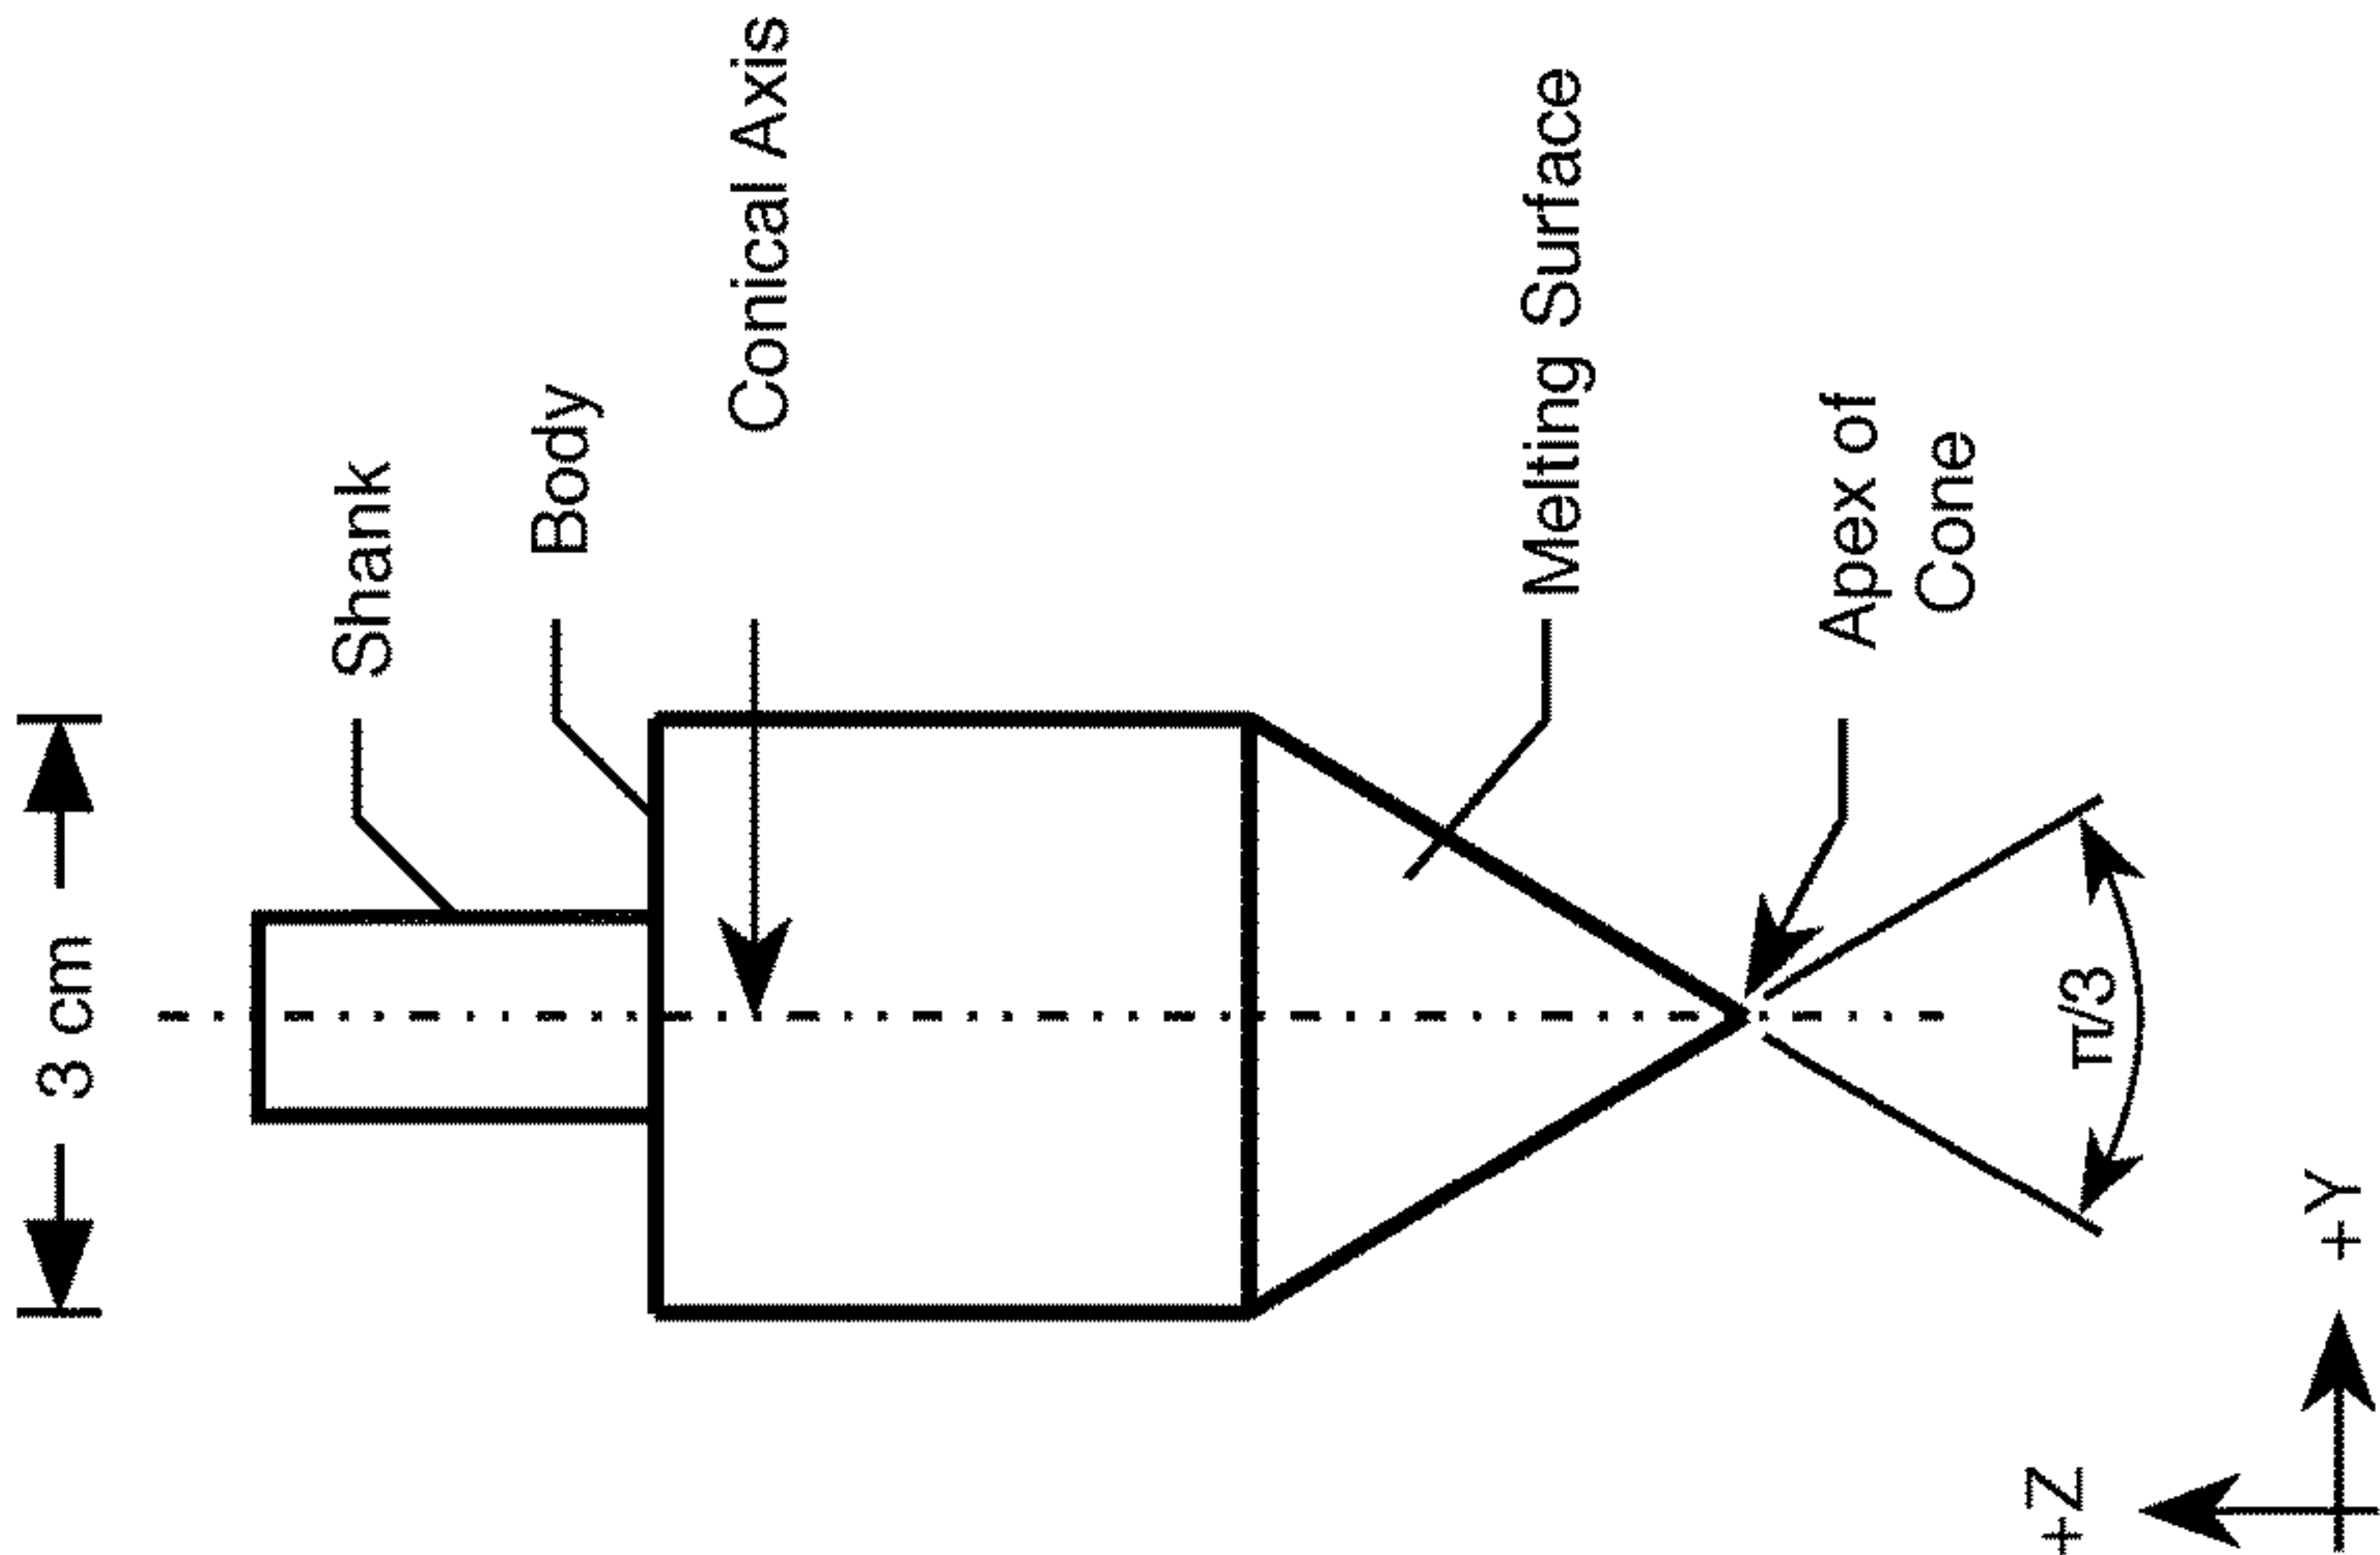 3 cm
Shank
Body
Conical Axis
Melting Surface
Apex of
Cone
π/3
+Y
+Z